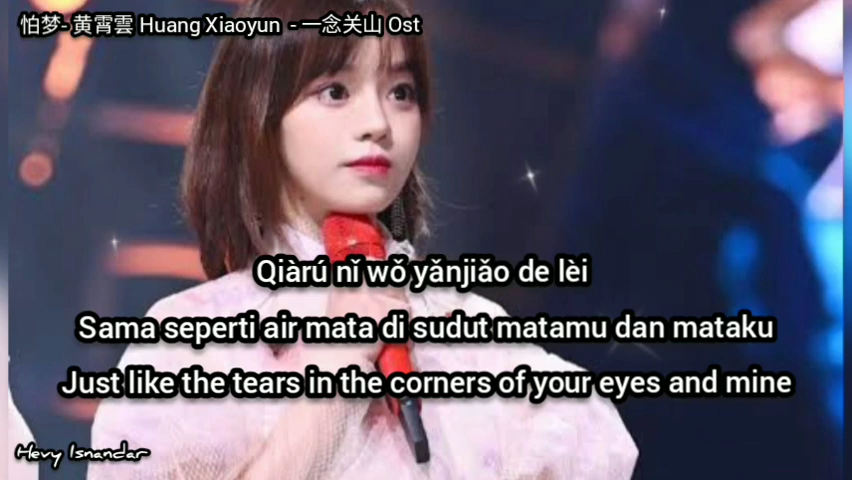 怕梦- 黄霄雲 Huang Xiaoyun - 一念关山 Ost
Qiàrú nǐ wǒ yǎnjiǎo de lèi
Sama seperti air mata di sudut matamu dan mataku
Just like the tears in the corners of your eyes and mine
Hevy Isnandar